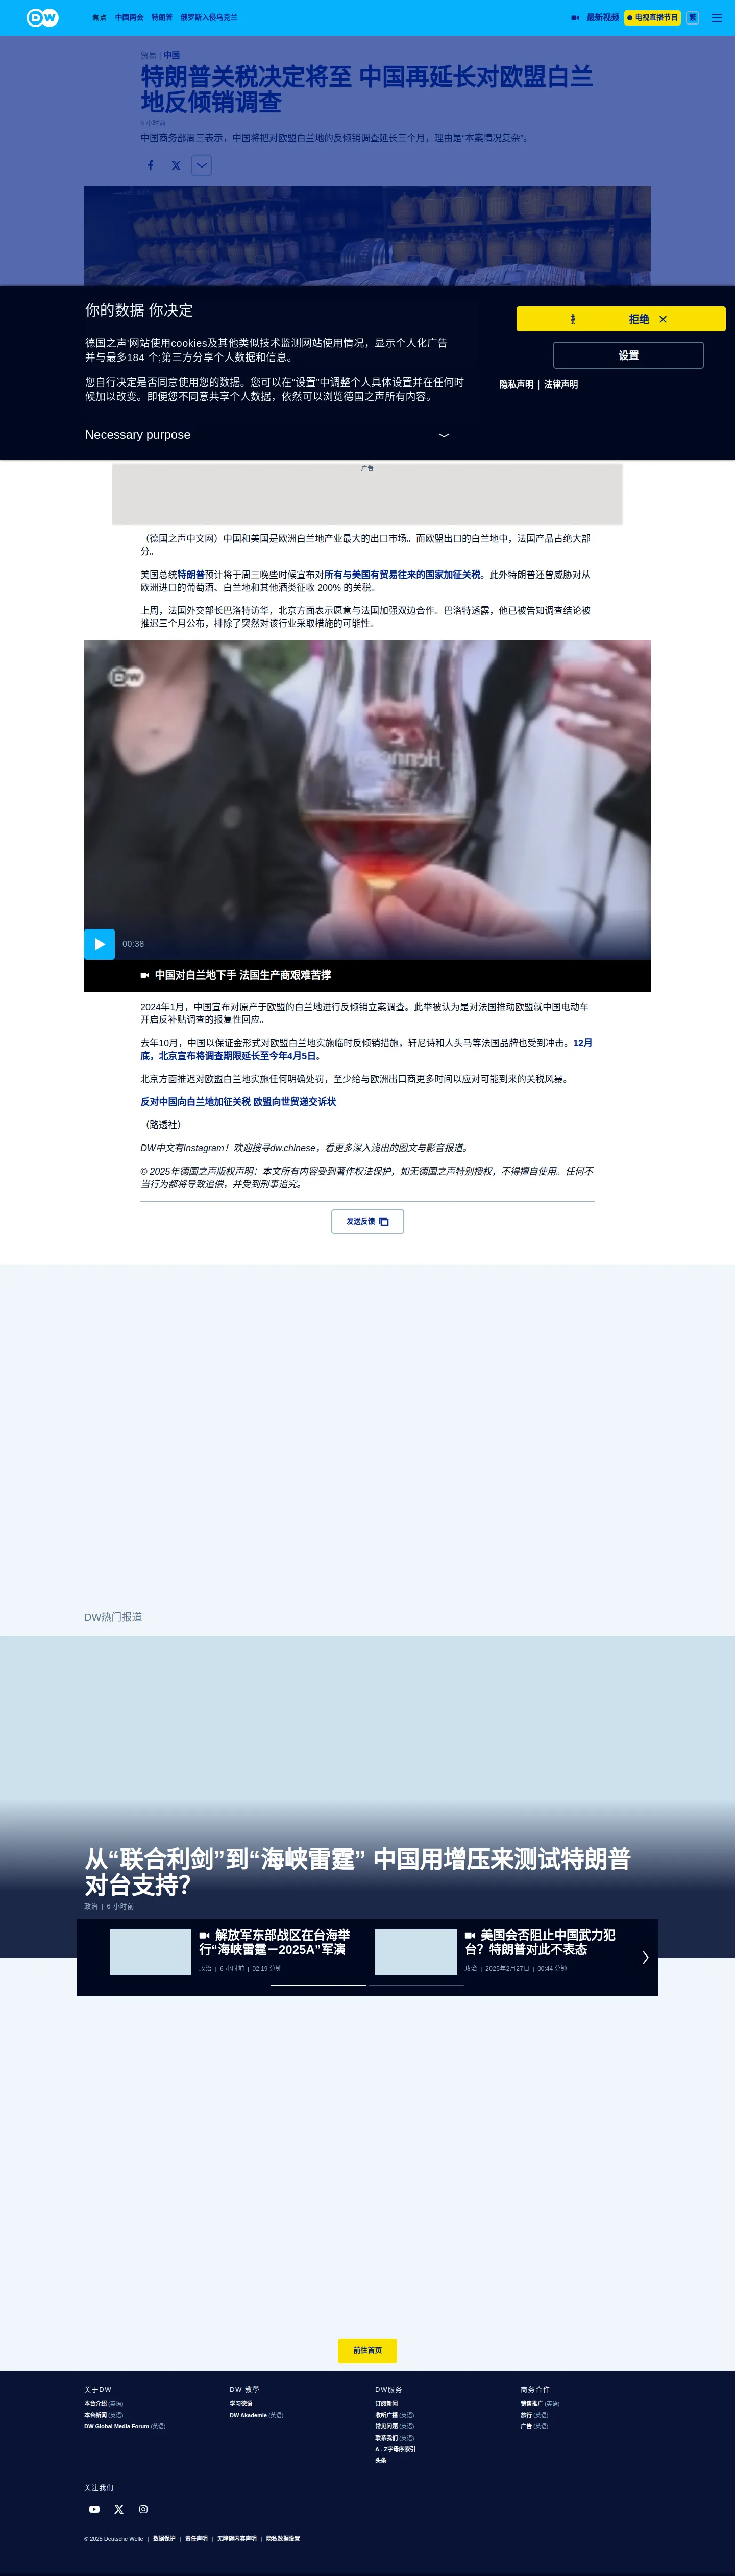 DW
焦点 中国两会 特朗普 俄罗斯入侵乌克兰
最新视频 电视直播节目 繁
贸易 | 中国
特朗普关税决定将至 中国再延长对欧盟白兰
地反倾销调查
6 小时前
中国商务部周三表示,中国将把对欧盟白兰地的反倾销调查延长三个月,理由是“本案情况复杂”。
你的数据 你决定
德国之声'网站使用cookies及其他类似技术监测网站使用情况,显示个人化广告
并与最多184 个;第三方分享个人数据和信息。
您自行决定是否同意使用您的数据。您可以在“设置”中调整个人具体设置并在任何时
候加以改变。即便您不同意共享个人数据,依然可以浏览德国之声所有内容。
Necessary purpose
拒绝
设置
隐私声明 | 法律声明
广告
(德国之声中文网)中国和美国是欧洲白兰地产业最大的出口市场。而欧盟出口的白兰地中,法国产品占绝大部
分。
美国总统特朗普预计将于周三晚些时候宣布对所有与美国有贸易往来的国家加征关税。此外特朗普还曾威胁对从
欧洲进口的葡萄酒、白兰地和其他酒类征收 200% 的关税。
上周,法国外交部长巴洛特访华,北京方面表示愿意与法国加强双边合作。巴洛特透露,他已被告知调查结论被
推迟三个月公布,排除了突然对该行业采取措施的可能性。
DW
00:38
中国对白兰地下手 法国生产商艰难苦撑
2024年1月,中国宣布对原产于欧盟的白兰地进行反倾销立案调查。此举被认为是对法国推动欧盟就中国电动车
开启反补贴调查的报复性回应。
去年10月,中国以保证金形式对欧盟白兰地实施临时反倾销措施,轩尼诗和人头马等法国品牌也受到冲击。12月
底,北京宣布将调查期限延长至今年4月5日。
北京方面推迟对欧盟白兰地实施任何明确处罚,至少给与欧洲出口商更多时间以应对可能到来的关税风暴。
反对中国向白兰地加征关税 欧盟向世贸递交诉状
(路透社)
DW中文有Instagram!欢迎搜寻dw.chinese,看更多深入浅出的图文与影音报道。
© 2025年德国之声版权声明:本文所有内容受到著作权法保护,如无德国之声特别授权,不得擅自使用。任何不
当行为都将导致追偿,并受到刑事追究。
发送反馈
DW热门报道
从“联合利剑”到“海峡雷霆” 中国用增压来测试特朗普
对台支持?
政治 | 6 小时前
解放军东部战区在台海举
行“海峡雷霆－2025A”军演
政治 | 6 小时前 | 02:19 分钟
美国会否阻止中国武力犯
台?特朗普对此不表态
政治 | 2025年2月27日 | 00:44 分钟
前往首页
关于DW
本台介绍 (英语)
本台新闻 (英语)
DW Global Media Forum (英语)
DW 教學
学习德语
DW Akademie (英语)
DW服务
订阅新闻
收听广播 (英语)
常见问题 (英语)
联系我们 (英语)
A - Z字母序索引
头条
商务合作
销售推广 (英语)
旅行 (英语)
广告 (英语)
关注我们
© 2025 Deutsche Welle | 数据保护 | 责任声明 | 无障碍内容声明 | 隐私数据设置